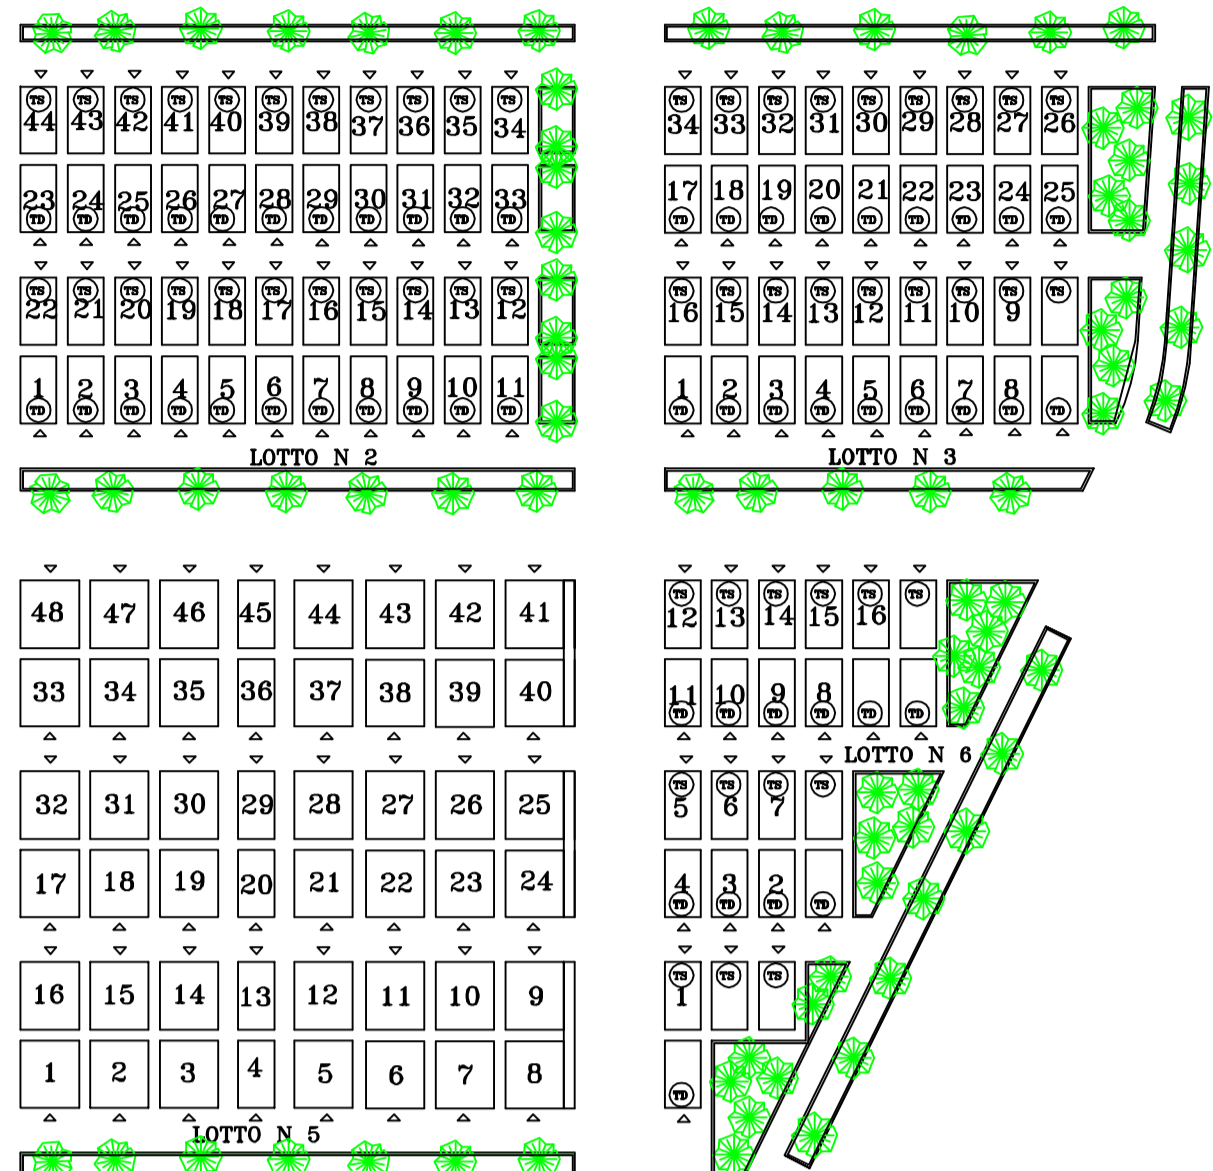 TS TS TS TS TS TS TS TS TS TS TS
44 43 42 41 40 39 38 37 36 35 34
23 24 25 26 27 28 29 30 31 32 33
TD TD TD TD TD TD TD TD TD TD TD
TS TS TS TS TS TS TS TS TS TS TS
22 21 20 19 18 17 16 15 14 13 12
1 2 3 4 5 6 7 8 9 10 11
TD TD TD TD TD TD TD TD TD TD TD
LOTTO N 2
TS TS TS TS TS TS TS TS TS
34 33 32 31 30 29 28 27 26
17 18 19 20 21 22 23 24 25
TD TD TD TD TD TD TD TD TD
TS TS TS TS TS TS TS TS TS
16 15 14 13 12 11 10 9
1 2 3 4 5 6 7 8
TD TD TD TD TD TD TD TD TD
LOTTO N 3
48 47 46 45 44 43 42 41
33 34 35 36 37 38 39 40
32 31 30 29 28 27 26 25
17 18 19 20 21 22 23 24
16 15 14 13 12 11 10 9
1 2 3 4 5 6 7 8
LOTTO N 5
TS TS TS TS TS TS
12 13 14 15 16
11 10 9 8
TD TD TD TD TD TD
LOTTO N 6
TS TS TS TS
5 6 7
4 3 2
TD TD TD TD
TS TS TS
1
TD